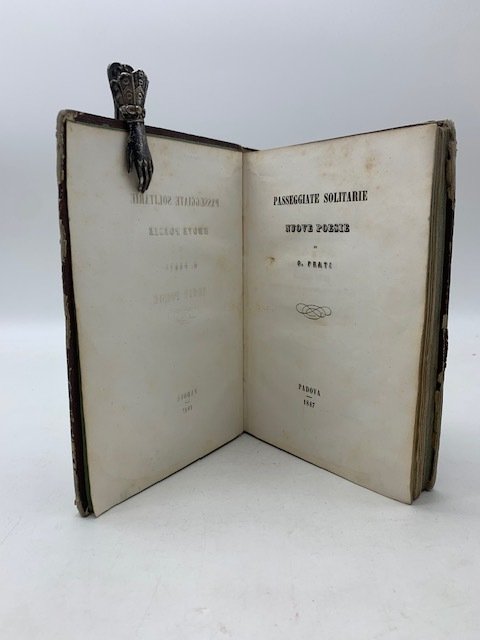 PASSEGGIATE SOLITARIE
NUOVE POESIE
DI
G. PRATI
PADOVA
1847